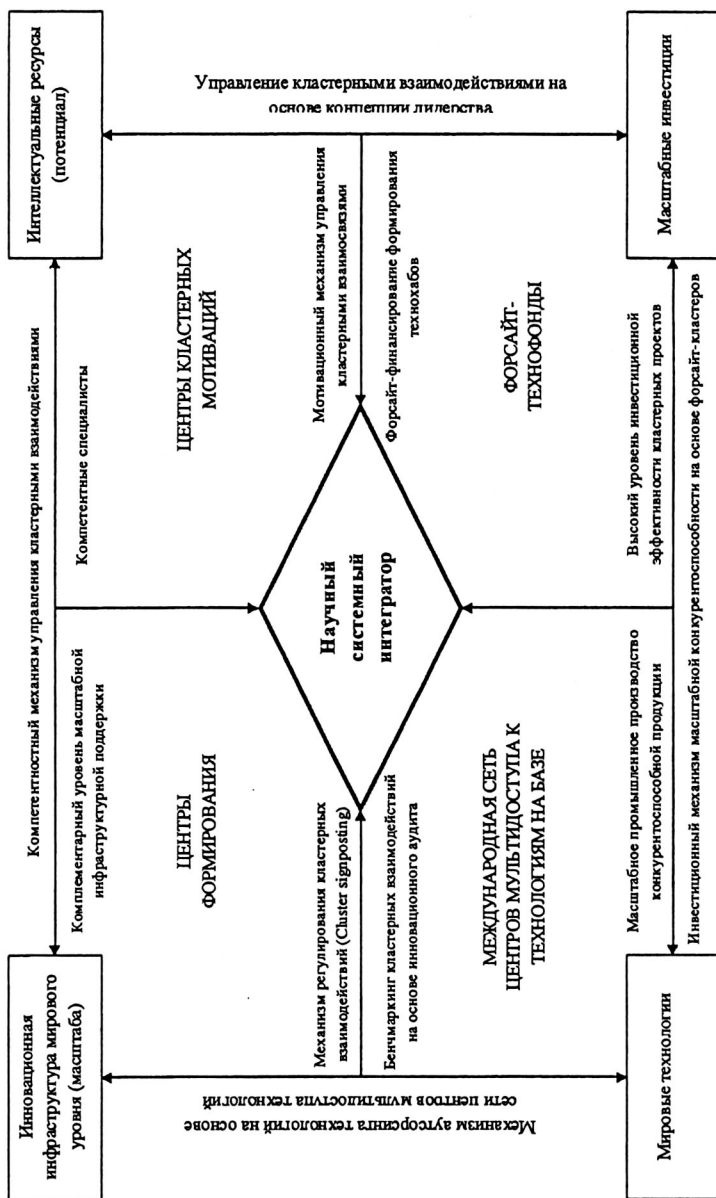 Инновационная
инфраструктура мирового
уровня (масштаба)
Компетентностный механизм управления кластерными взаимодействиями
Интеллектуальные ресурсы
(потенциал)
Комплементарный уровень масштабной
инфраструктурной поддержки
Компетентные специалисты
ЦЕНТРЫ
ФОРМИРОВАНИЯ
ЦЕНТРЫ КЛАСТЕРНЫХ
МОТИВАЦИЙ
Механизм аутсорсинга технологий на основе
сети центров мультидоступа технологий
Механизм регулирования кластерных
взаимодействий (Cluster signposting)
Бенчмаркинг кластерных взаимодействий
на основе инновационного аудита
Научный
системный
интегратор
Мотивационный механизм управления
кластерными взаимосвязями
Форсайт-финансирование формирования
технохабов
Управление кластерными взаимодействиями на
основе концепции лидерства
МЕЖДУНАРОДНАЯ СЕТЬ
ЦЕНТРОВ МУЛЬТИДОСТУПА К
ТЕХНОЛОГИЯМ НА БАЗЕ
ФОРСАЙТ-
ТЕХНОФОНДЫ
Масштабное промышленное производство
конкурентоспособной продукции
Высокий уровень инвестиционной
эффективности кластерных проектов
Мировые технологии
Инвестиционный механизм масштабной конкурентоспособности на основе форсайт-кластеров
Масштабные инвестиции